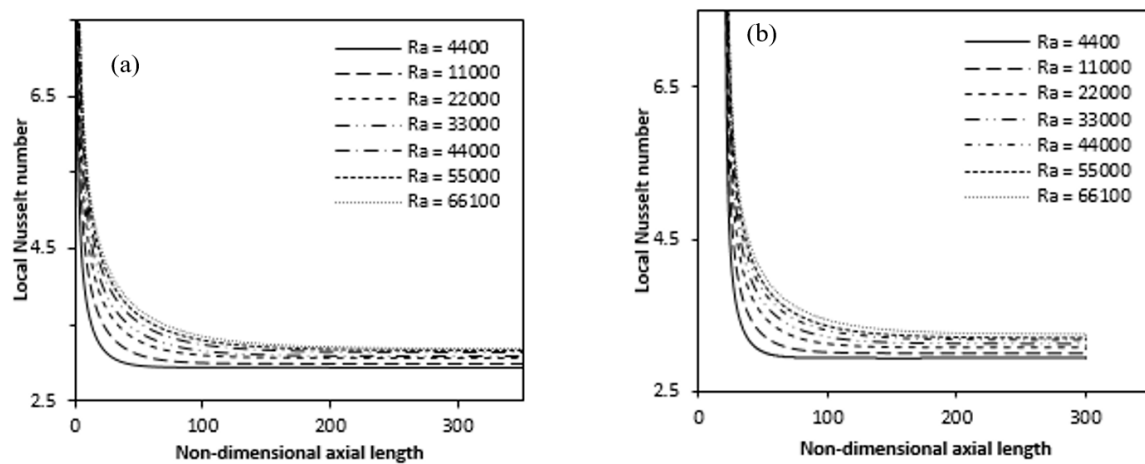 (a)
Ra = 4400
Ra = 11000
Ra = 22000
Ra = 33000
Ra = 44000
Ra = 55000
Ra = 66100
6.5
4.5
2.5
Local Nusselt number
0 100 200 300
Non-dimensional axial length
(b)
Ra = 4400
Ra = 11000
Ra = 22000
Ra = 33000
Ra = 44000
Ra = 55000
Ra = 66100
6.5
4.5
2.5
Local Nusselt number
0 100 200 300
Non-dimensional axial length